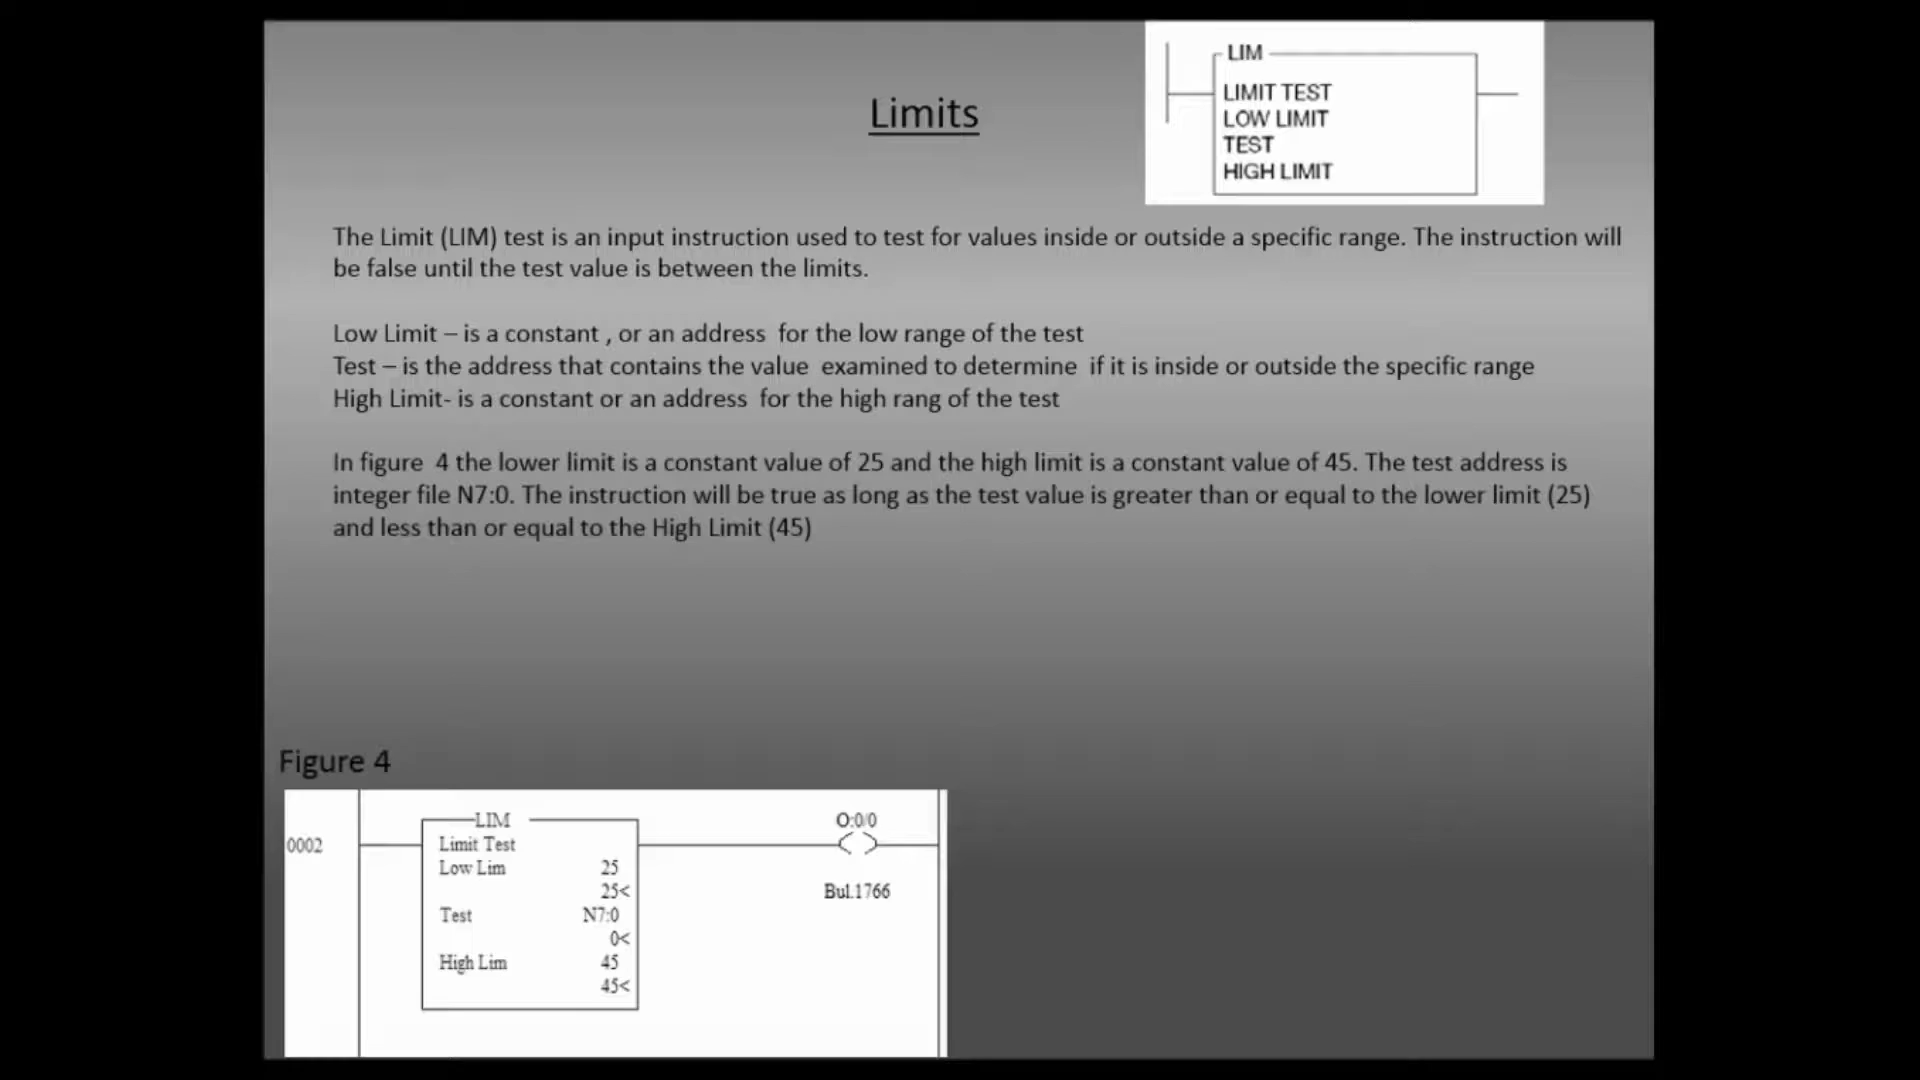 LIM
LIMIT TEST
LOW LIMIT
TEST
HIGH LIMIT
Limits
The Limit (LIM) test is an input instruction used to test for values inside or outside a specific range. The instruction will
be false until the test value is between the limits.
Low Limit – is a constant , or an address for the low range of the test
Test – is the address that contains the value examined to determine if it is inside or outside the specific range
High Limit- is a constant or an address for the high rang of the test
In figure 4 the lower limit is a constant value of 25 and the high limit is a constant value of 45. The test address is
integer file N7:0. The instruction will be true as long as the test value is greater than or equal to the lower limit (25)
and less than or equal to the High Limit (45)
Figure 4
0002
LIM
Limit Test
Low Lim 25
25<
Test N7:0
0<
High Lim 45
45<
O:0/0
Bul.1766